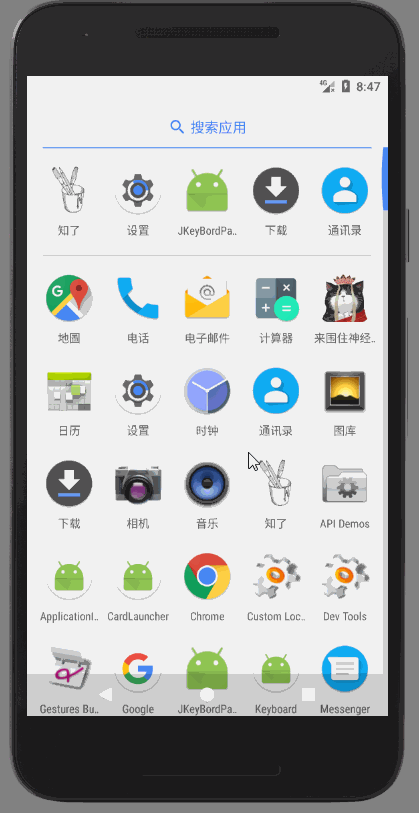 4G 8:47
搜索应用
知了 设置 JKeyBordPa.. 下载 通讯录
地图 电话 电子邮件 计算器 来围住神经..
日历 设置 时钟 通讯录 图库
下载 相机 音乐 知了 API Demos
ApplicationI.. CardLauncher Chrome Custom Loc.. Dev Tools
Gestures Bu.. Google JKeyBordPa.. Keyboard Messenger